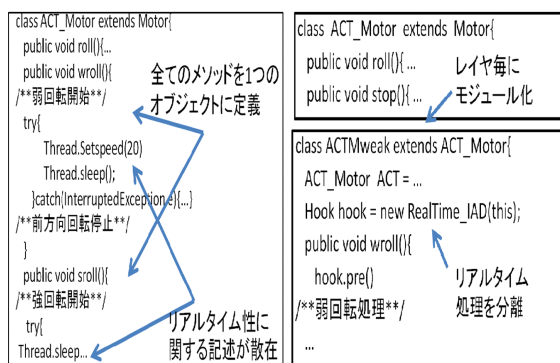 class ACT_Motor extends Motor{
public void roll(){...
public void wroll(){
/**弱回転開始**/
try{
Thread.Setspeed(20)
Thread.sleep();
}catch(InterruptedException e){...}
/**前方向回転停止**/
}
public void sroll(){
/**強回転開始**/
try{
Thread.sleep...
全てのメソッドを1つの
オブジェクトに定義
リアルタイム性に
関する記述が散在
class ACT_Motor extends Motor{
public void roll(){ ...
public void stop(){ ...
レイヤ毎に
モジュール化
class ACTMweak extends ACT_Motor{
ACT_Motor ACT = ...
Hook hook = new RealTime_IAD(this);
public void wroll(){
hook.pre()
/**弱回転処理**/
...
リアルタイム
処理を分離